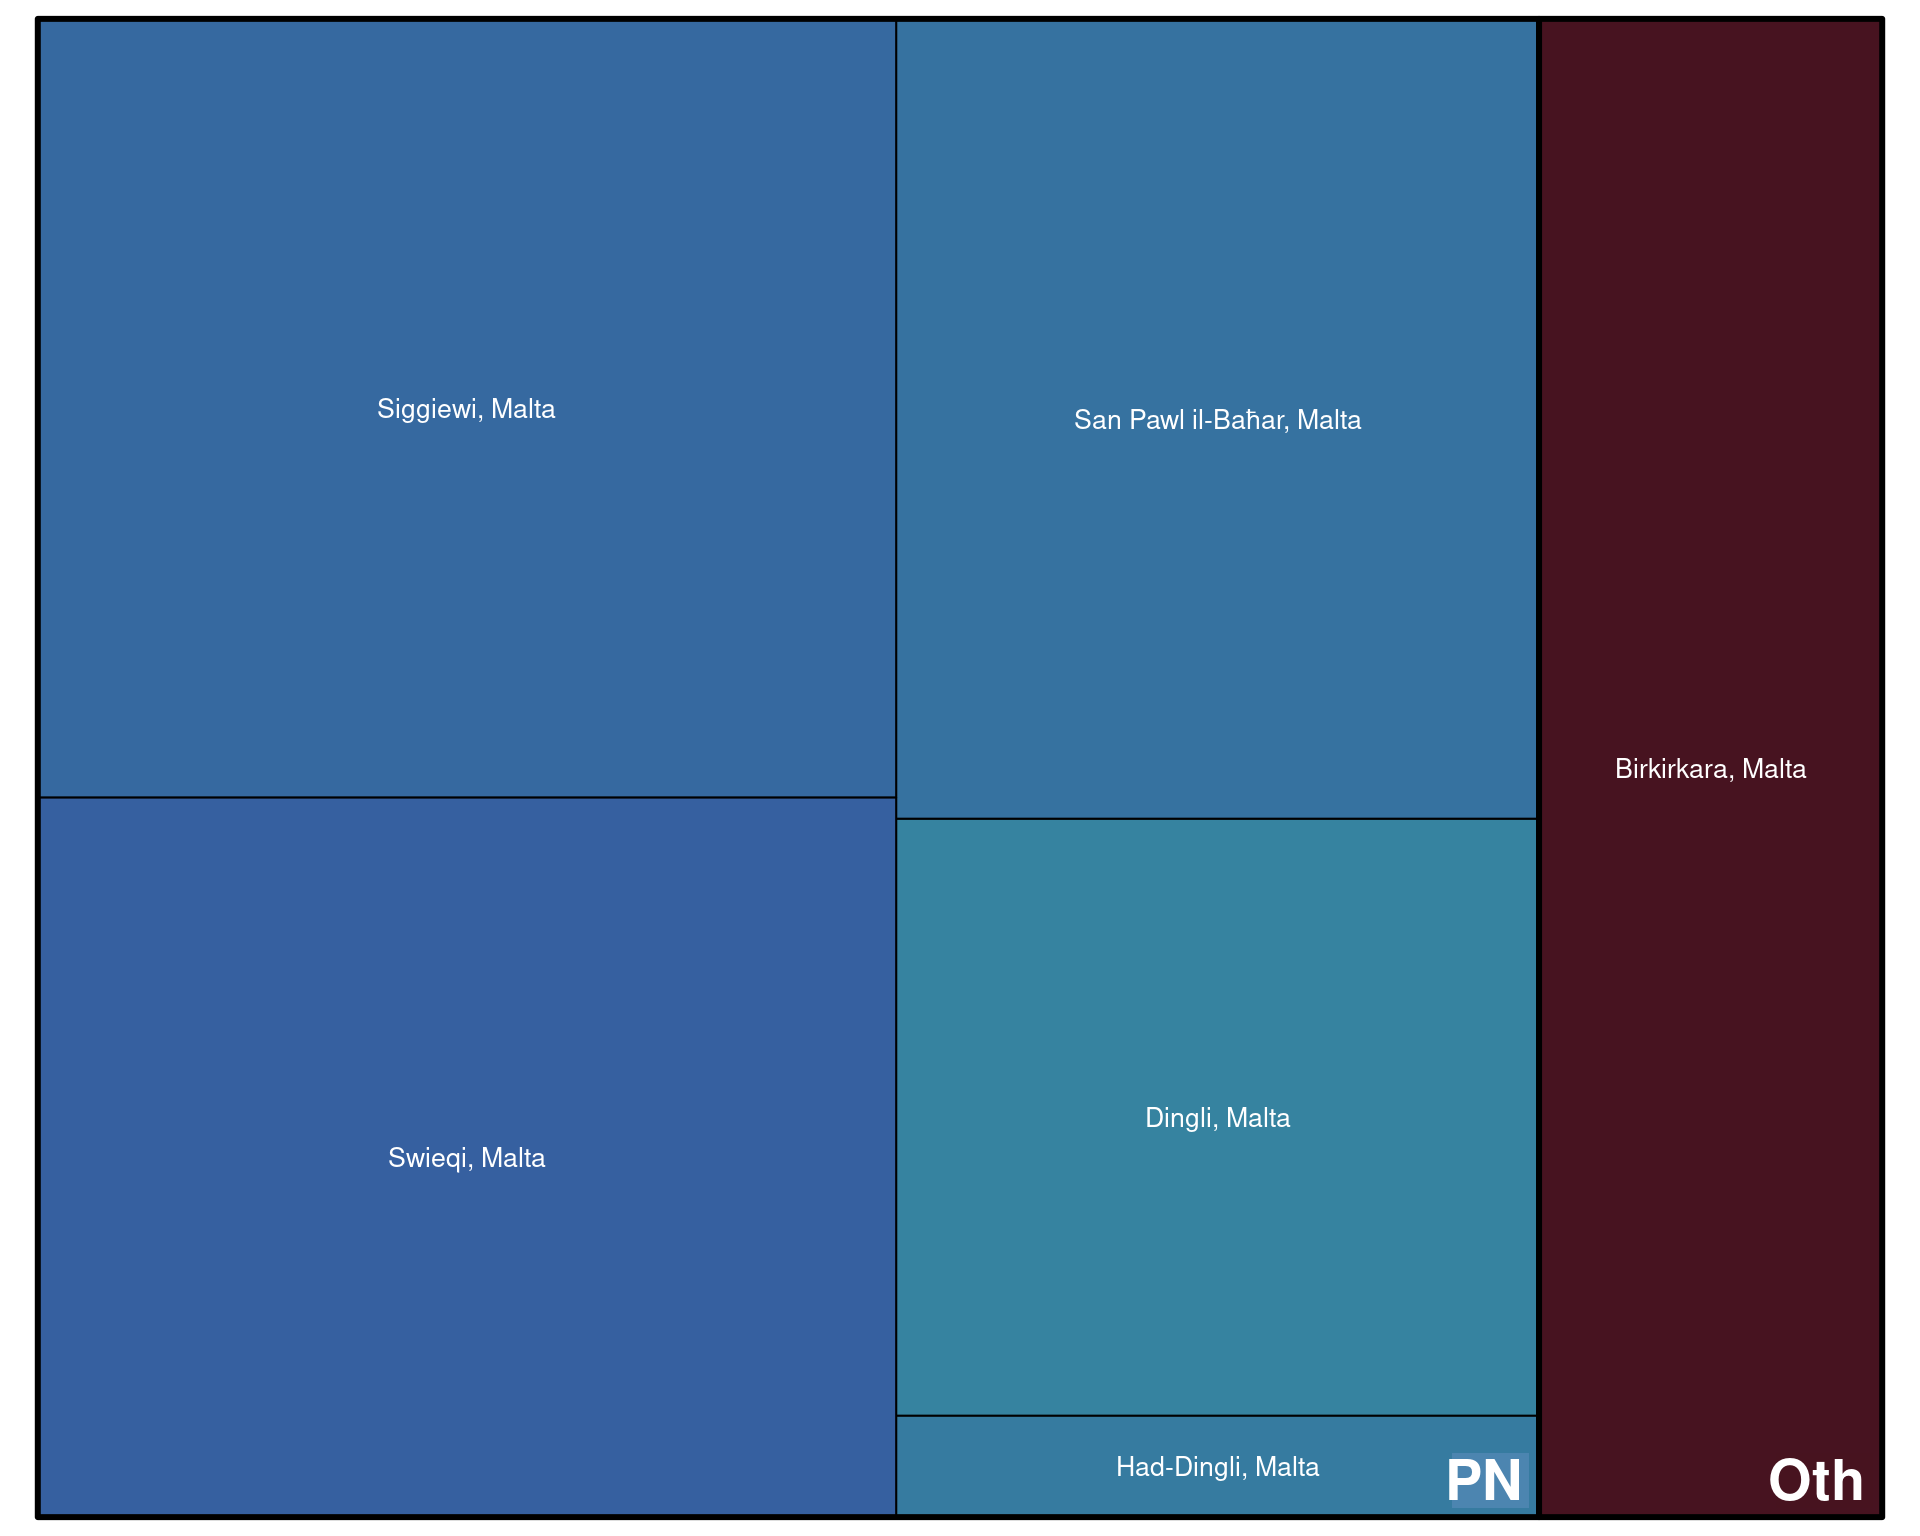 Siggiewi, Malta
San Pawl il-Baħar, Malta
Birkirkara, Malta
Dingli, Malta
Swieqi, Malta
Had-Dingli, Malta
PN
Oth